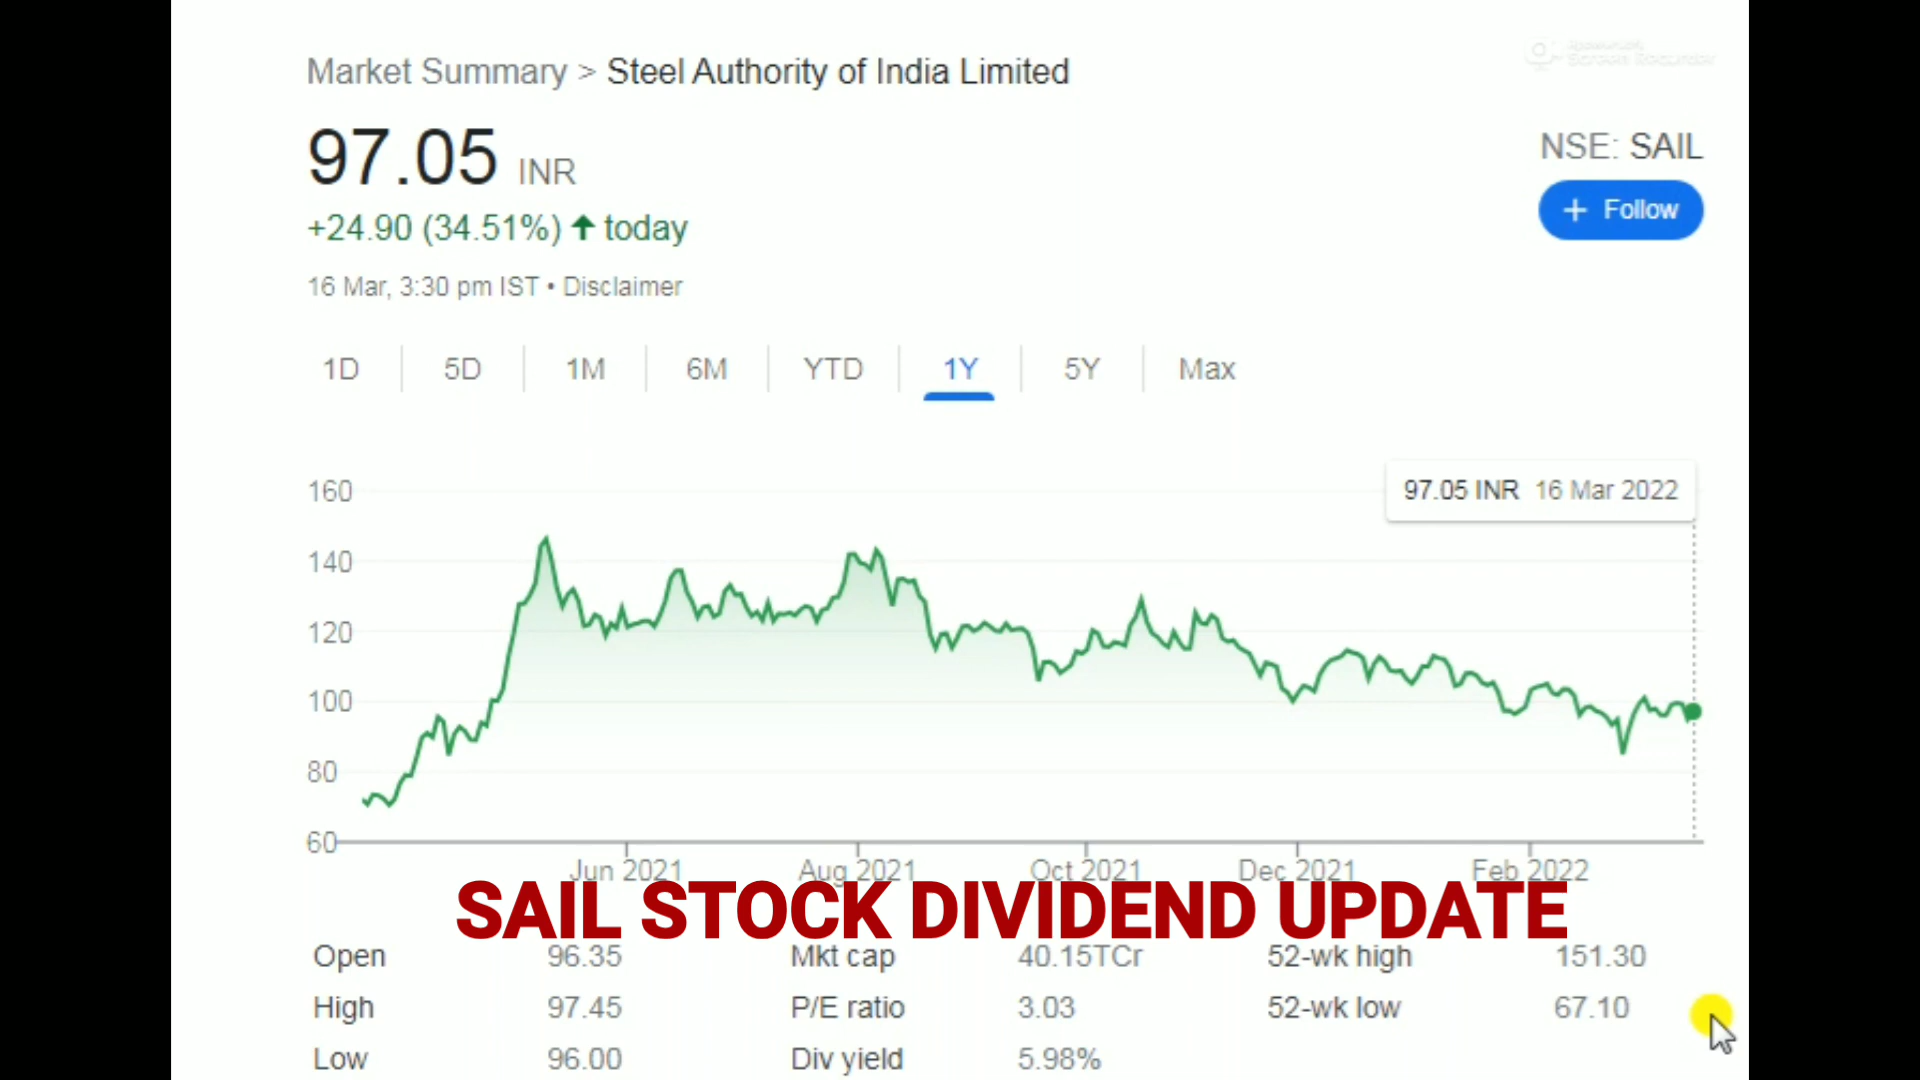 Market Summary > Steel Authority of India Limited
97.05 INR
NSE: SAIL
+ Follow
+24.90 (34.51%) ↑ today
16 Mar, 3:30 pm IST • Disclaimer
1D 5D 1M 6M YTD 1Y 5Y Max
97.05 INR 16 Mar 2022
160
140
120
100
80
60
Jun 2021 Aug 2021 Oct 2021 Dec 2021 Feb 2022
SAIL STOCK DIVIDEND UPDATE
Open 96.35 Mkt cap 40.15TCr 52-wk high 151.30
High 97.45 P/E ratio 3.03 52-wk low 67.10
Low 96.00 Div yield 5.98%